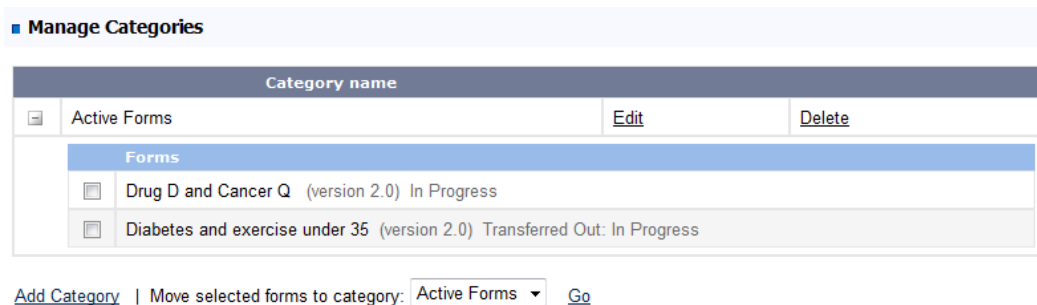 Manage Categories
Category name
Active Forms Edit Delete
Forms
Drug D and Cancer Q (version 2.0) In Progress
Diabetes and exercise under 35 (version 2.0) Transferred Out: In Progress
Add Category | Move selected forms to category: Active Forms Go